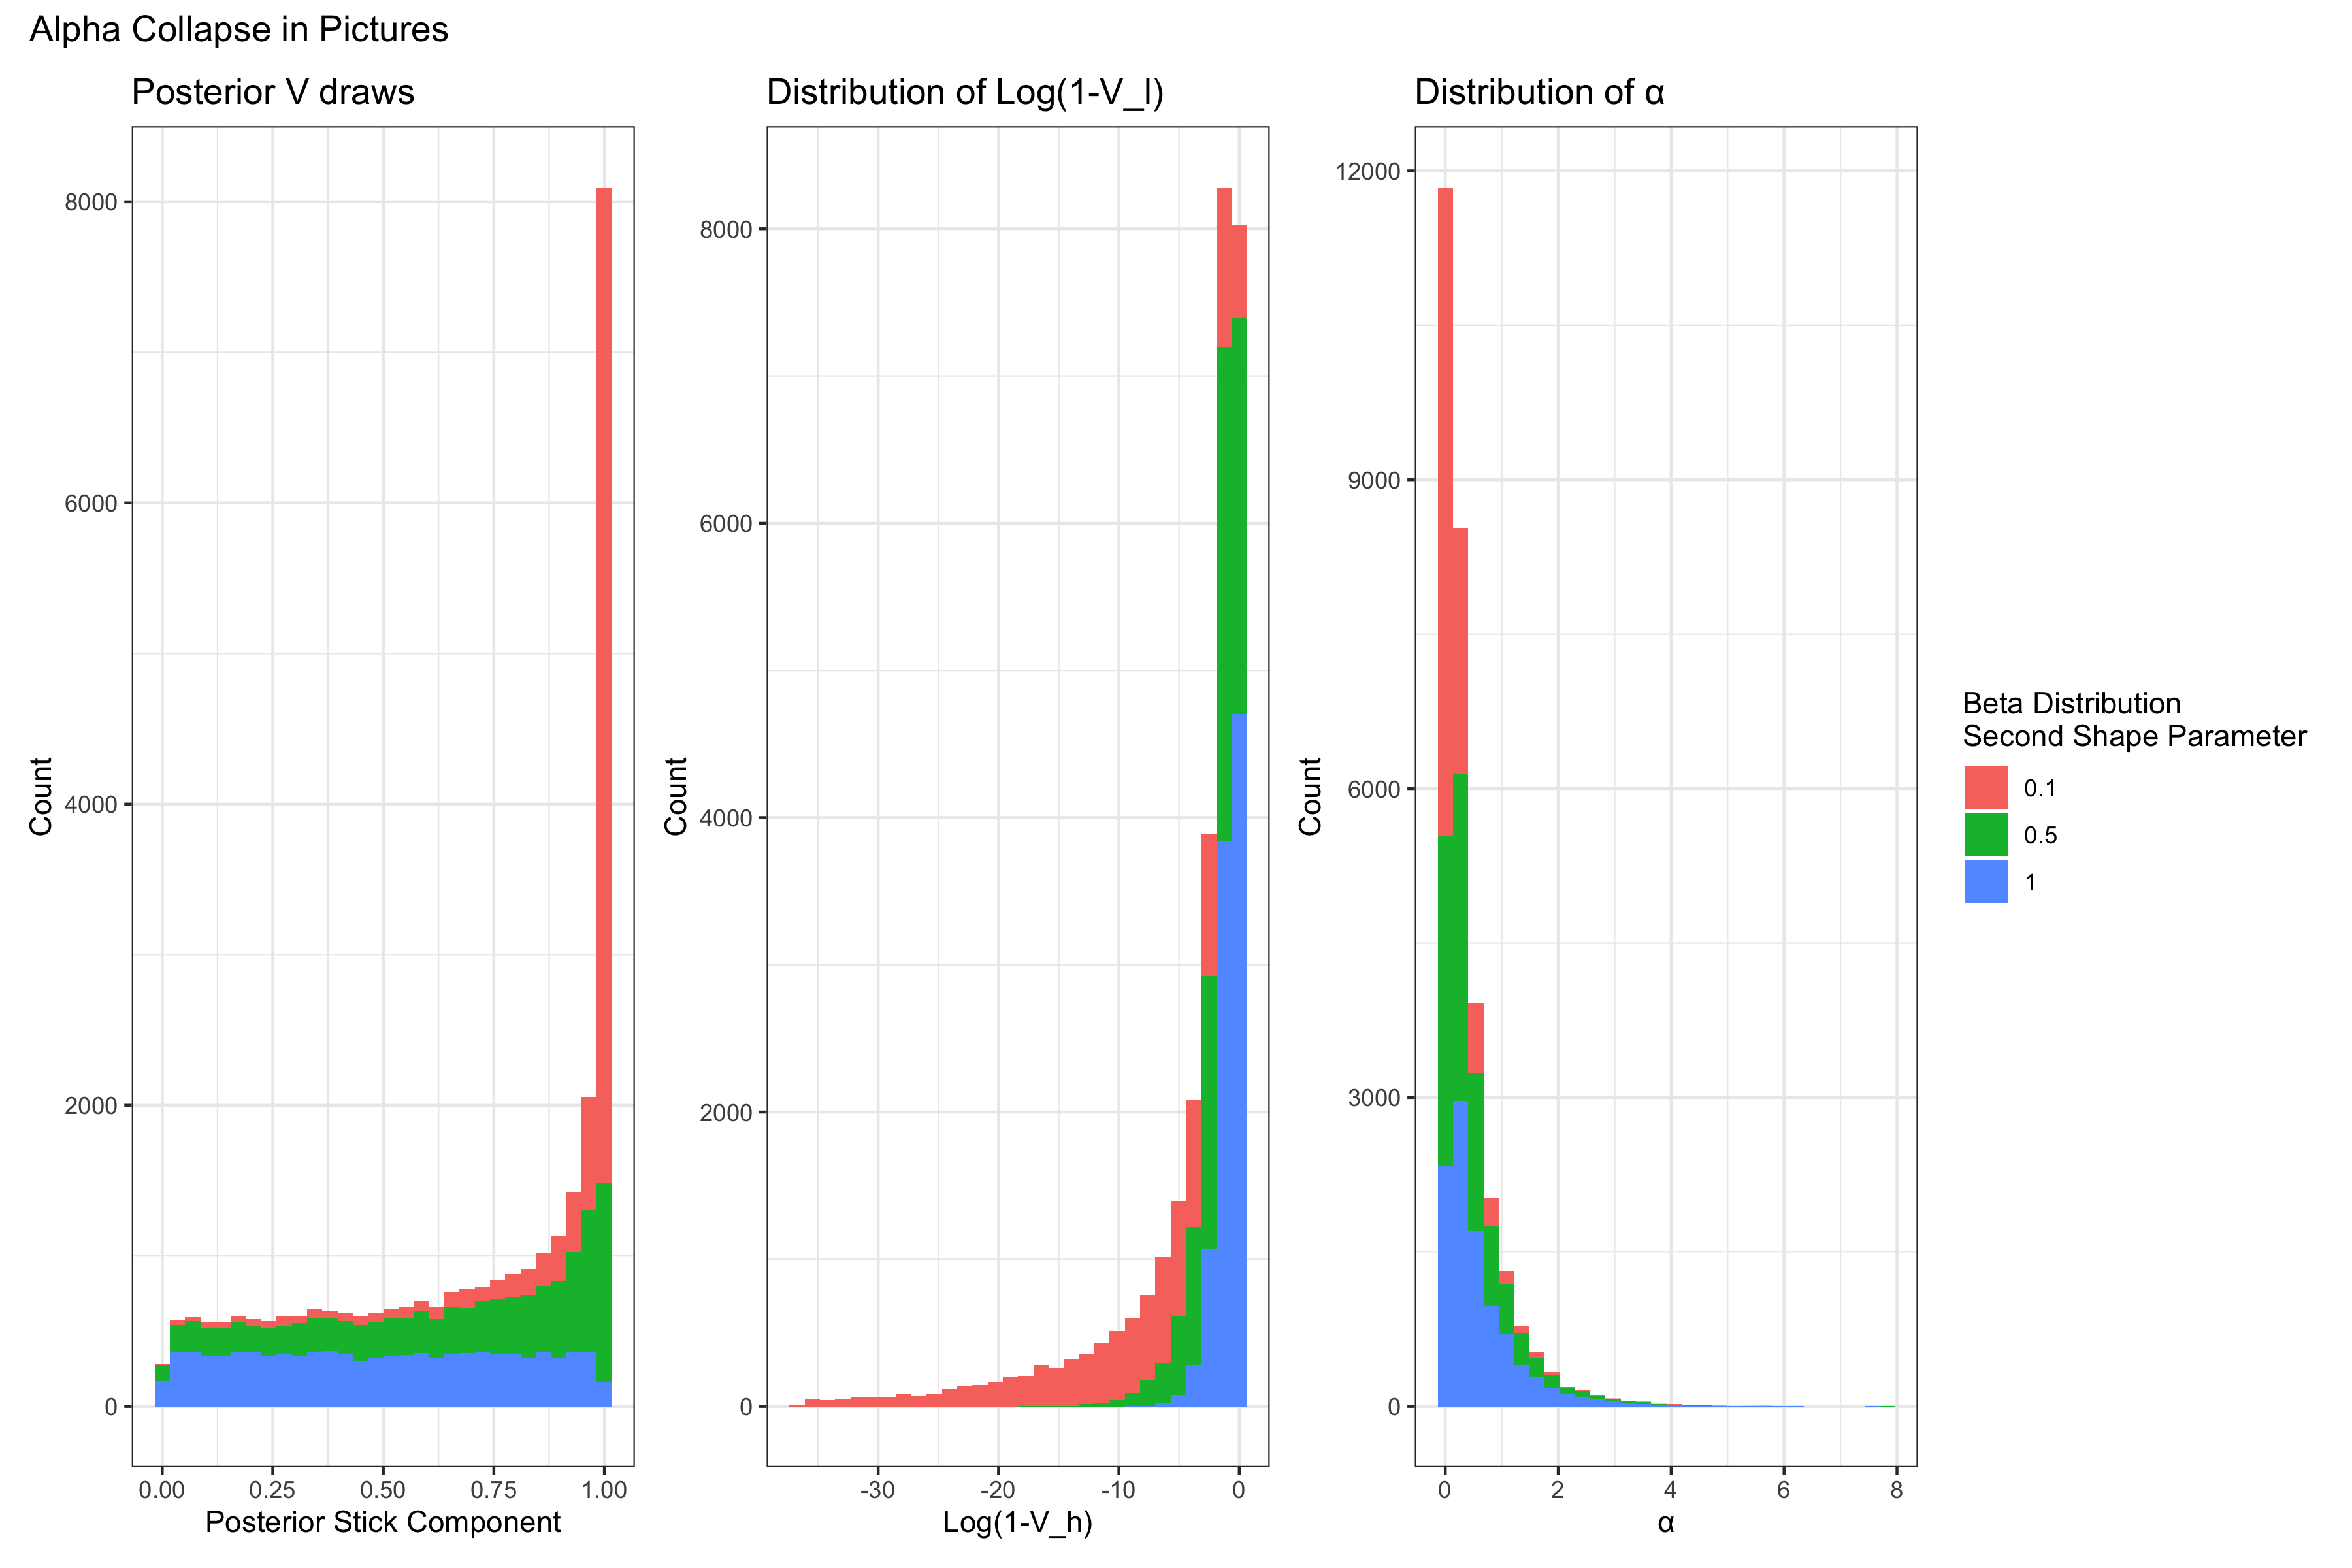 Alpha Collapse in Pictures
Posterior V draws
Distribution of Log(1-V_l)
Distribution of α
Count
8000
6000
4000
2000
0
0.00 0.25 0.50 0.75 1.00
Posterior Stick Component
Count
8000
6000
4000
2000
0
-30 -20 -10 0
Log(1-V_h)
Count
12000
9000
6000
3000
0
0 2 4 6 8
α
Beta Distribution
Second Shape Parameter
0.1
0.5
1